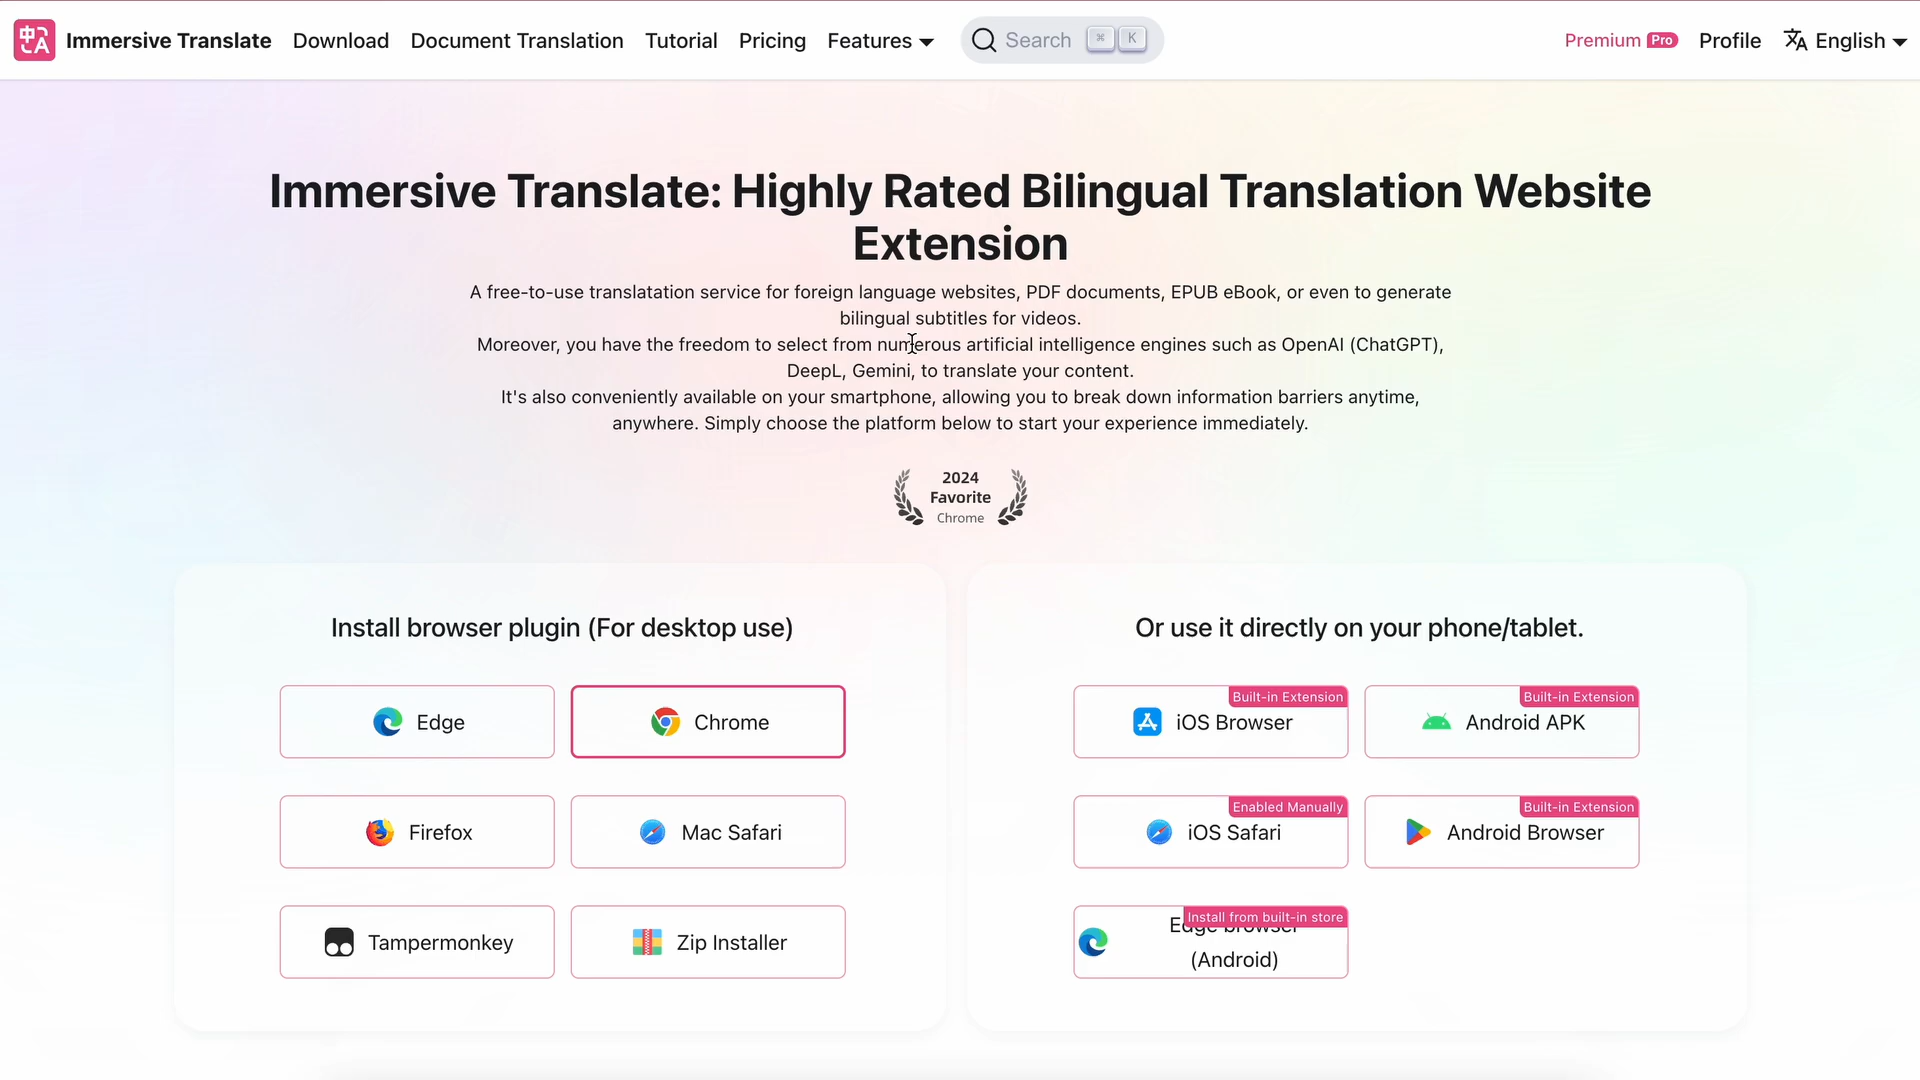 Immersive Translate Download Document Translation Tutorial Pricing Features Search ⌘ K Premium Pro Profile English
Immersive Translate: Highly Rated Bilingual Translation Website
Extension
A free-to-use translatation service for foreign language websites, PDF documents, EPUB eBook, or even to generate
bilingual subtitles for videos.
Moreover, you have the freedom to select from numerous artificial intelligence engines such as OpenAI (ChatGPT),
DeepL, Gemini, to translate your content.
It's also conveniently available on your smartphone, allowing you to break down information barriers anytime,
anywhere. Simply choose the platform below to start your experience immediately.
2024
Favorite
Chrome
Install browser plugin (For desktop use)
Edge
Chrome
Firefox
Mac Safari
Tampermonkey
Zip Installer
Or use it directly on your phone/tablet.
Built-in Extension
iOS Browser
Built-in Extension
Android APK
Enabled Manually
iOS Safari
Built-in Extension
Android Browser
Install from built-in store
Edge browser
(Android)